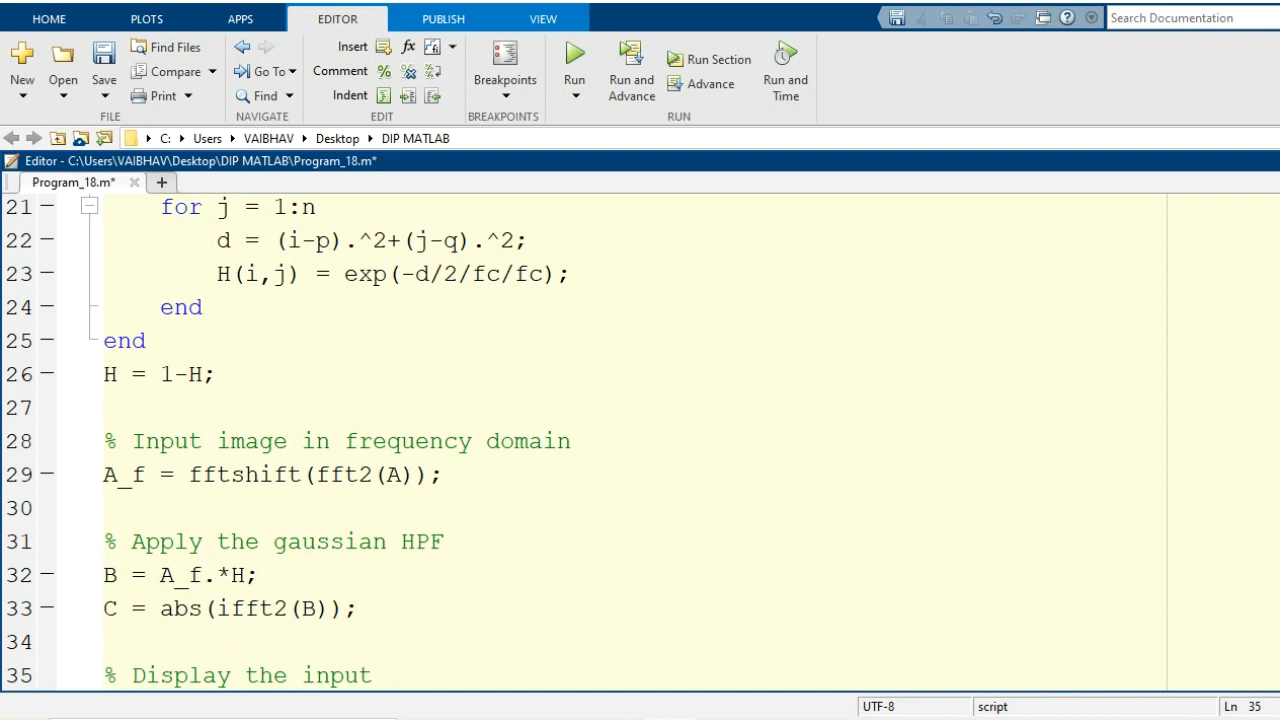 HOME PLOTS APPS EDITOR PUBLISH VIEW Search Documentation
New Open Save Find Files Compare Print FILE
Go To Find NAVIGATE
Insert fx Comment % Indent EDIT
Breakpoints BREAKPOINTS
Run Run and Advance Run Section Advance Run and Time RUN
C: Users VAIBHAV Desktop DIP MATLAB
Editor - C:\Users\VAIBHAV\Desktop\DIP MATLAB\Program_18.m*
Program_18.m*
21 for j = 1:n
22 d = (i-p).^2+(j-q).^2;
23 H(i,j) = exp(-d/2/fc/fc);
24 end
25 end
26 H = 1-H;
27
28 % Input image in frequency domain
29 A_f = fftshift(fft2(A));
30
31 % Apply the gaussian HPF
32 B = A_f.*H;
33 C = abs(ifft2(B));
34
35 % Display the input
UTF-8 script Ln 35